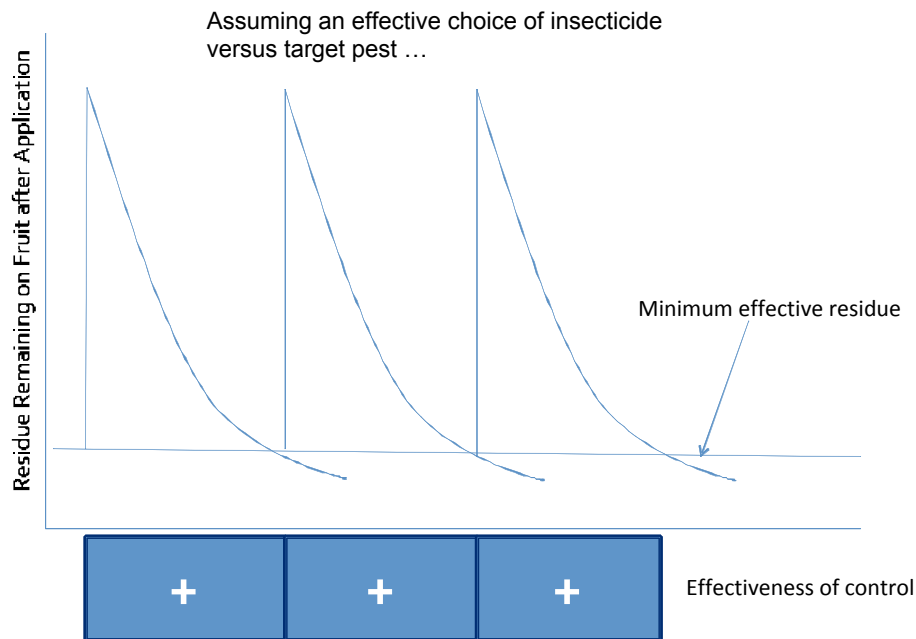 Assuming an effective choice of insecticide
versus target pest …
Residue Remaining on Fruit after Application
Minimum effective residue
+ + +
Effectiveness of control